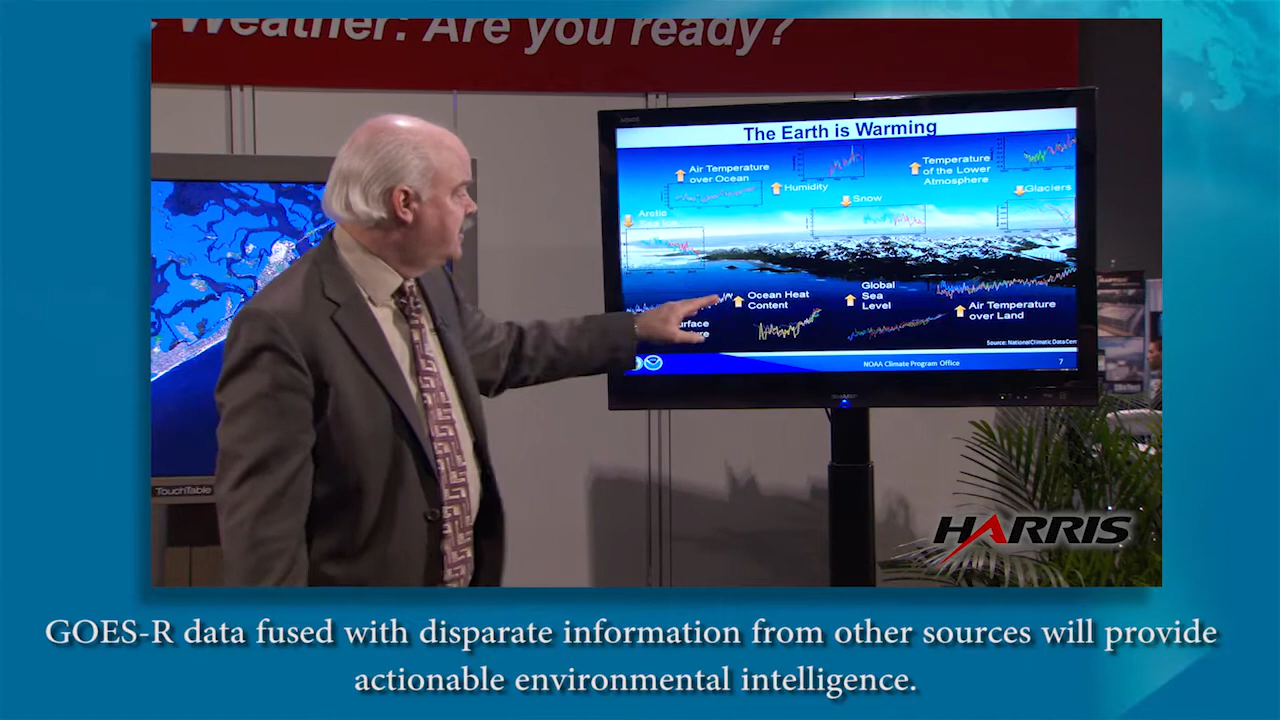 Weather: Are you ready?
The Earth is Warming
Air Temperature
over Ocean
Humidity
Temperature
of the Lower
Atmosphere
Snow
Glaciers
Arctic
Ocean Heat
Content
Global
Sea
Level
Air Temperature
over Land
Source: National Climatic Data Cen
NOAA Climate Program Office
7
TouchTable
HARRIS
GOES-R data fused with disparate information from other sources will provide
actionable environmental intelligence.